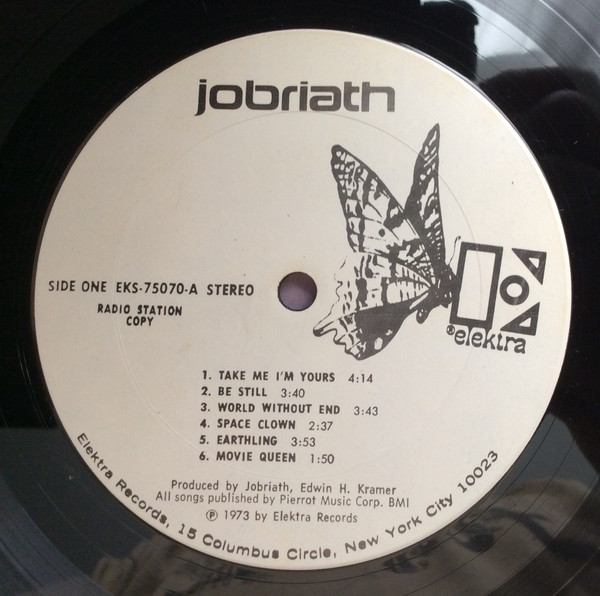 jobriath
SIDE ONE EKS-75070-A STEREO
RADIO STATION
COPY
®elektra
1. TAKE ME I'M YOURS 4:14
2. BE STILL 3:40
3. WORLD WITHOUT END 3:43
4. SPACE CLOWN 2:37
5. EARTHLING 3:53
6. MOVIE QUEEN 1:50
Produced by Jobriath, Edwin H. Kramer
All songs published by Pierrot Music Corp. BMI
℗ 1973 by Elektra Records
Elektra Records, 15 Columbus Circle, New York City 10023